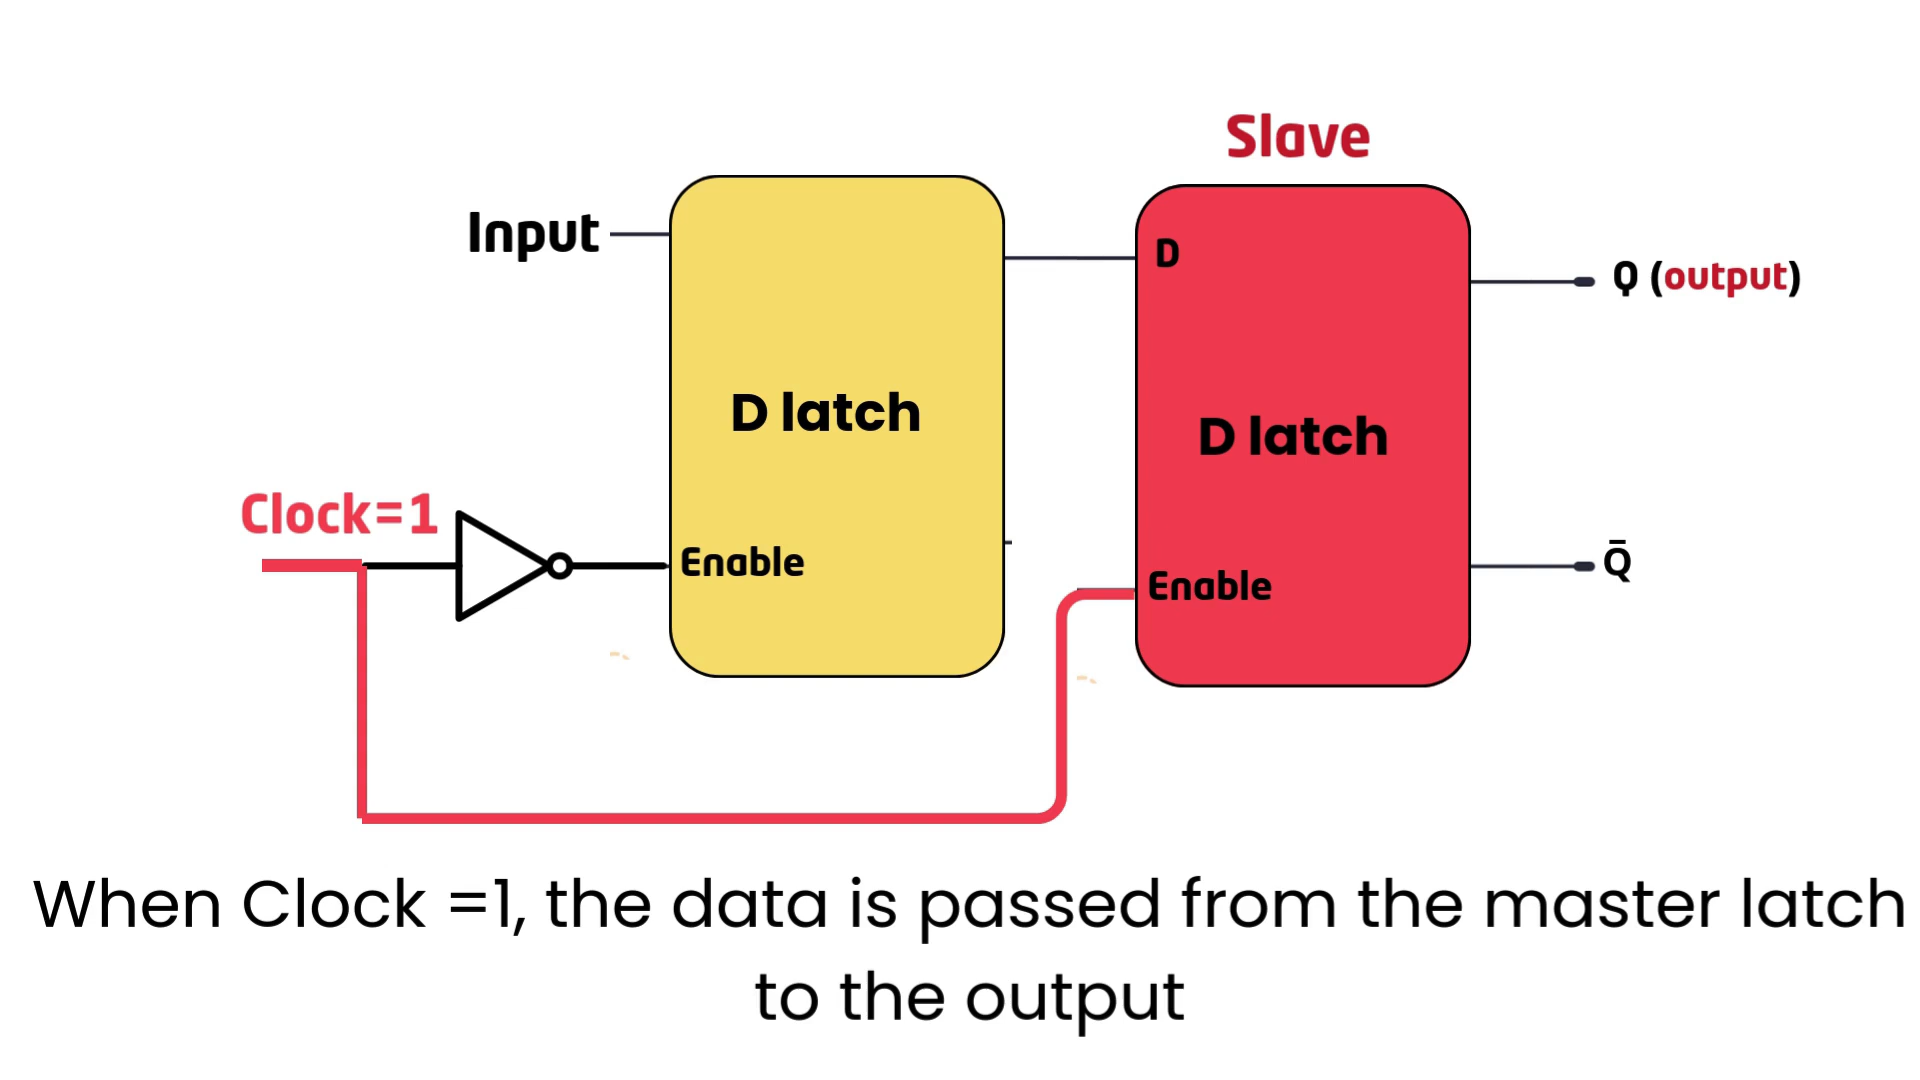 Slave
Input
D
Q (output)
D latch
D latch
Clock=1
Enable
Enable
Q̄
When Clock =1, the data is passed from the master latch
to the output